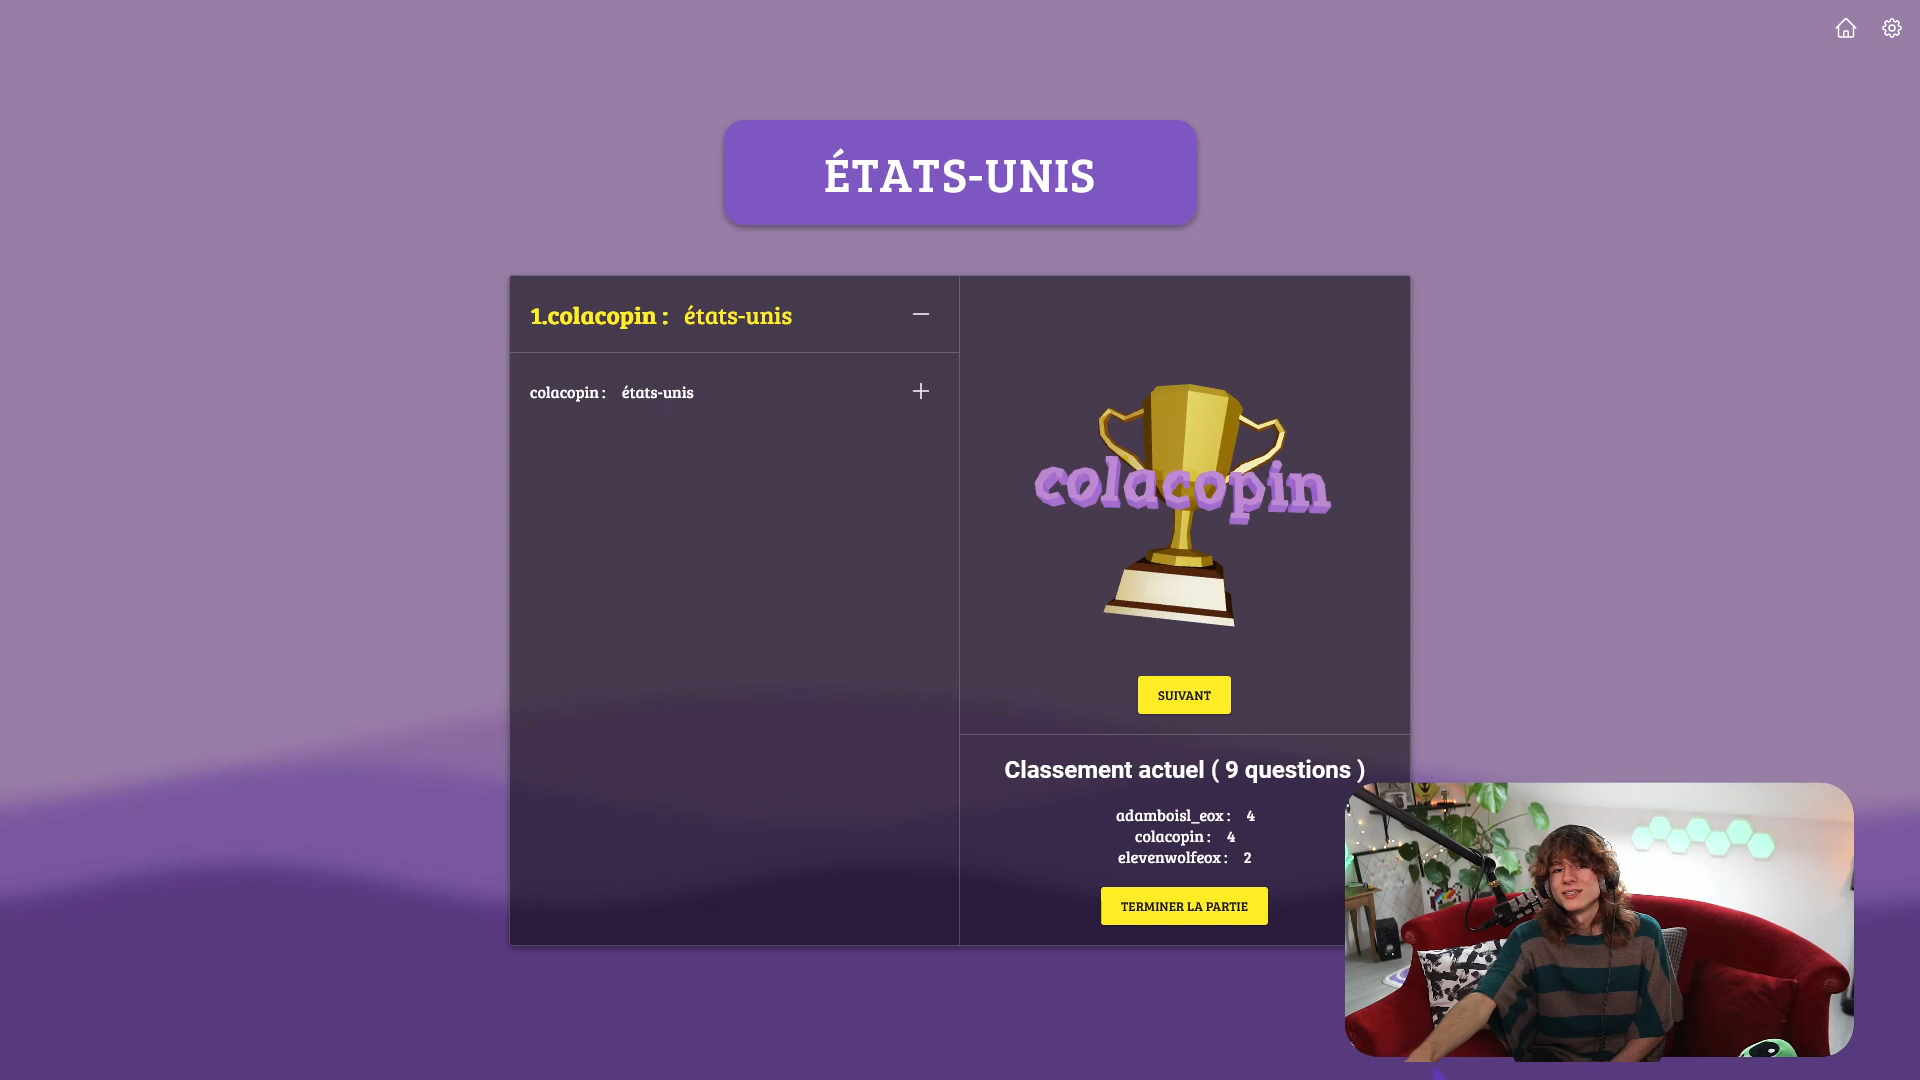 ÉTATS-UNIS
1.colacopin : états-unis
colacopin : états-unis
colacopin
SUIVANT
Classement actuel ( 9 questions )
adamboisl_eox : 4
colacopin : 4
elevenwolfeox : 2
TERMINER LA PARTIE